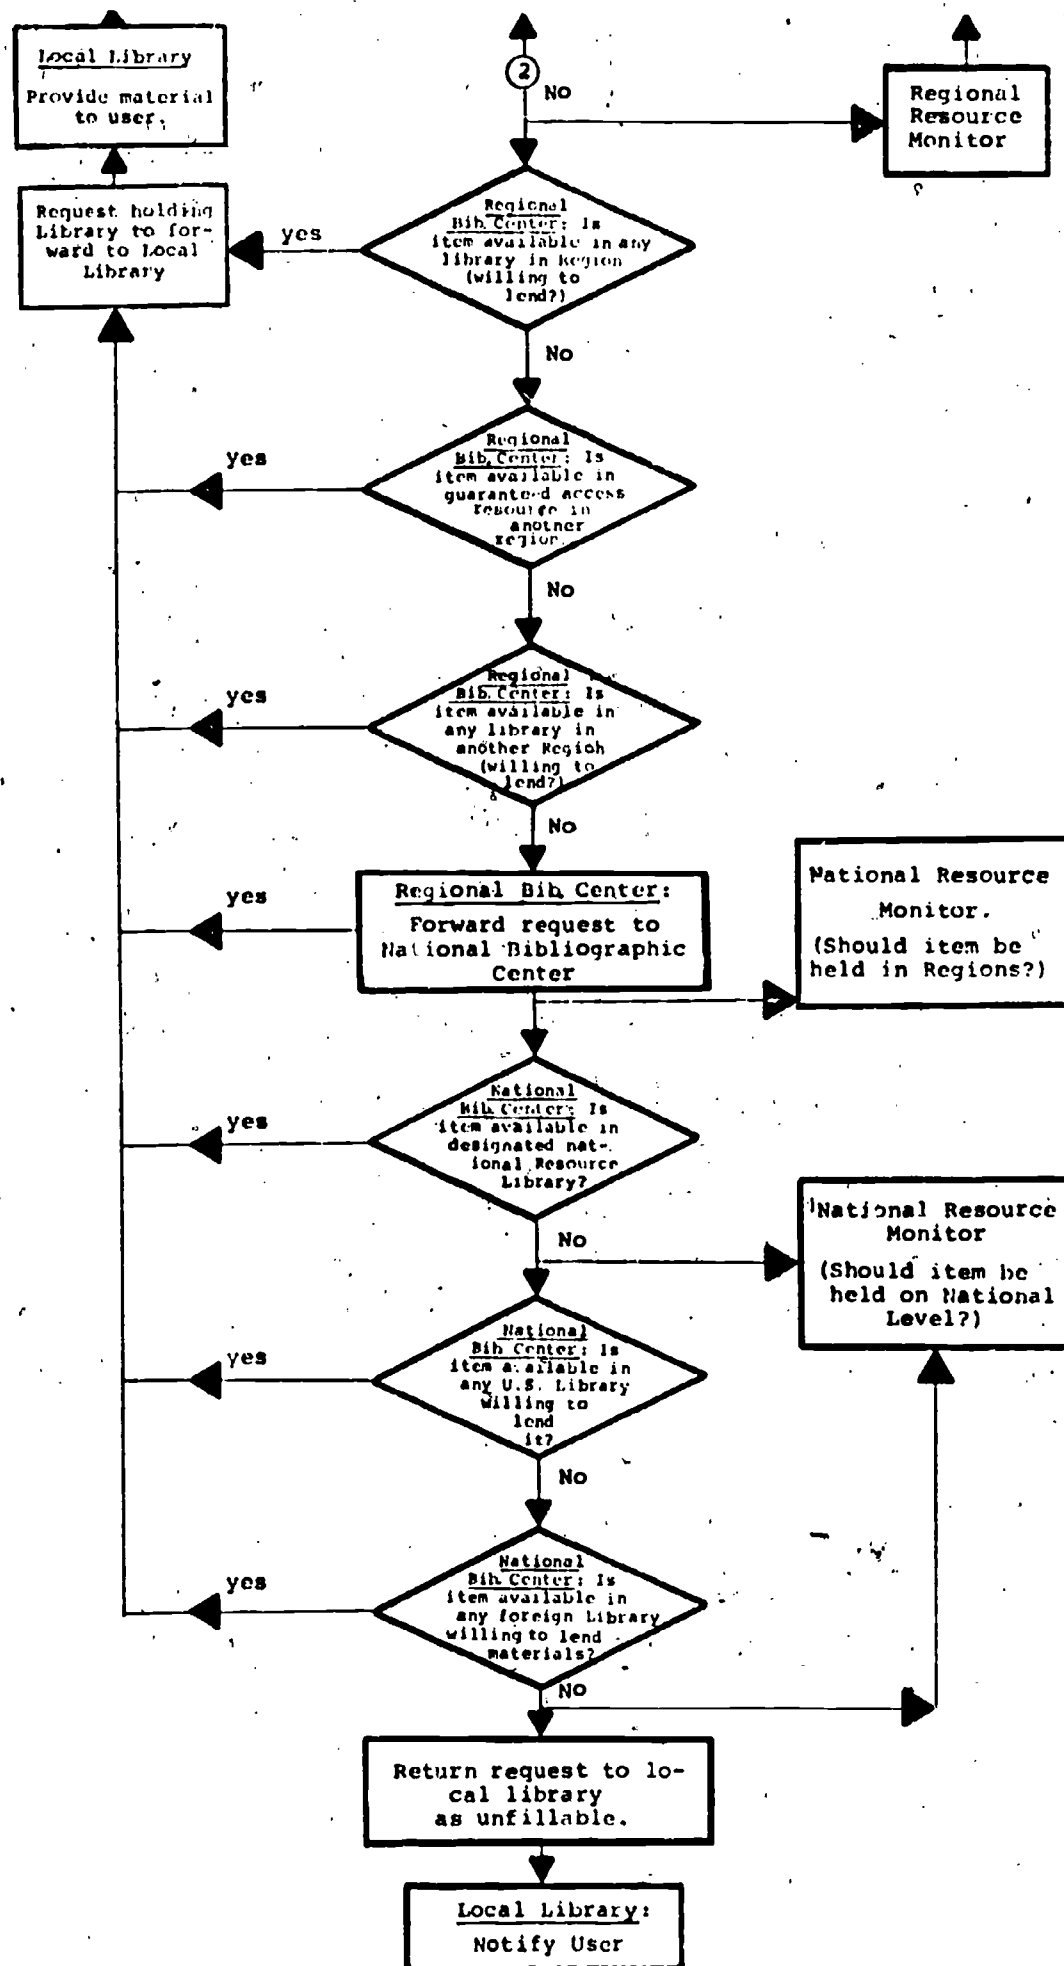 Local Library
Provide material
to user.
2
No
Regional
Resource
Monitor
Request holding
Library to for-
ward to Local
Library
yes
Regional
Bib. Center: Is
item available in any
library in Region
(willing to
lend?)
No
yes
Regional
Bib. Center: Is
item available in
guaranteed access
resource in
another
region.
No
yes
Regional
Bib. Center: Is
item available in
any library in
another Region
(willing to
lend?)
No
yes
Regional Bib. Center:
Forward request to
National Bibliographic
Center
National Resource
Monitor.
(Should item be
held in Regions?)
yes
National
Bib. Center: Is
item available in
designated nat-
ional Resource
Library?
No
National Resource
Monitor
(Should item be
held on National
Level?)
yes
National
Bib Center: Is
item available in
any U.S. Library
willing to
lend
it?
No
yes
National
Bib. Center: Is
item available in
any foreign Library
willing to lend
materials?
No
Return request to lo-
cal library
as unfillable.
Local Library:
Notify User